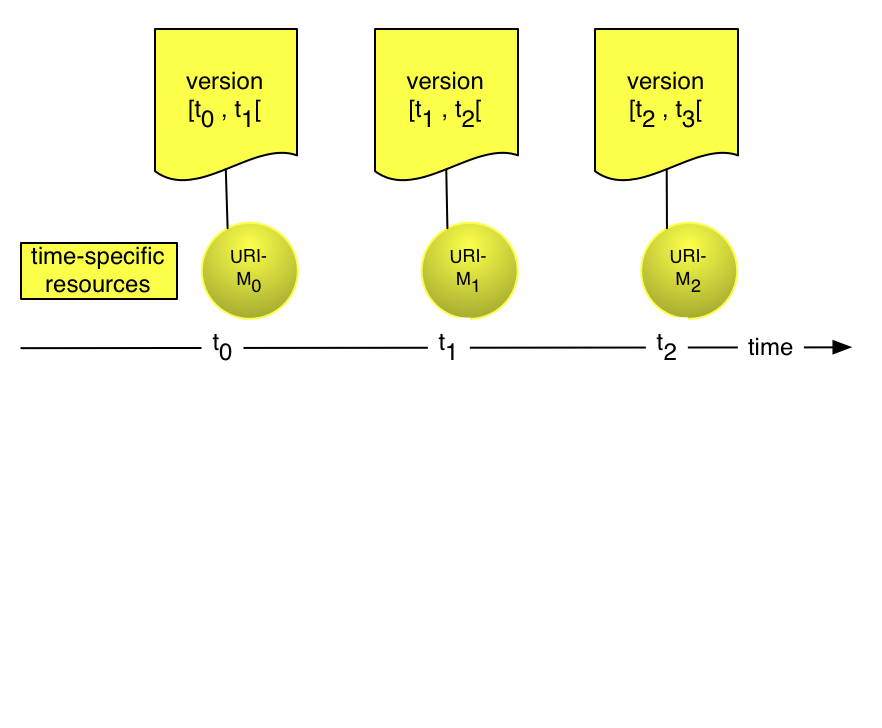 version
[t0 , t1[
version
[t1 , t2[
version
[t2 , t3[
time-specific
resources
URI-
M0
URI-
M1
URI-
M2
t0
t1
t2
time